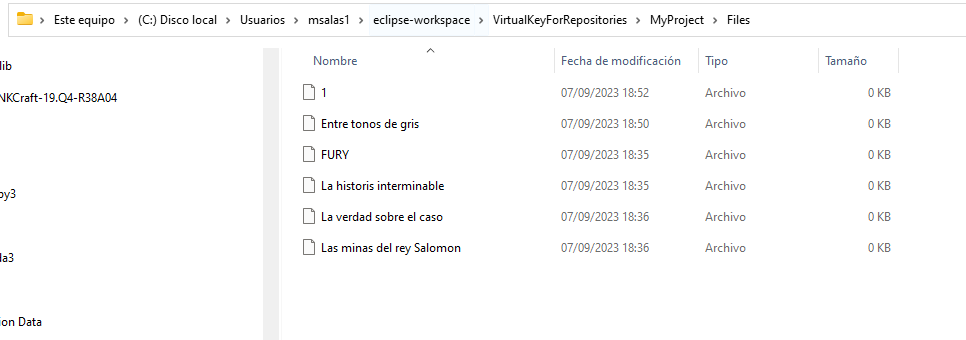 Este equipo > (C:) Disco local > Usuarios > msalas1 > eclipse-workspace > VirtualKeyForRepositories > MyProject > Files
lib
NKCraft-19.Q4-R38A04
py3
la3
ion Data
Nombre Fecha de modificación Tipo Tamaño
1 07/09/2023 18:52 Archivo 0 KB
Entre tonos de gris 07/09/2023 18:50 Archivo 0 KB
FURY 07/09/2023 18:35 Archivo 0 KB
La historis interminable 07/09/2023 18:35 Archivo 0 KB
La verdad sobre el caso 07/09/2023 18:36 Archivo 0 KB
Las minas del rey Salomon 07/09/2023 18:36 Archivo 0 KB